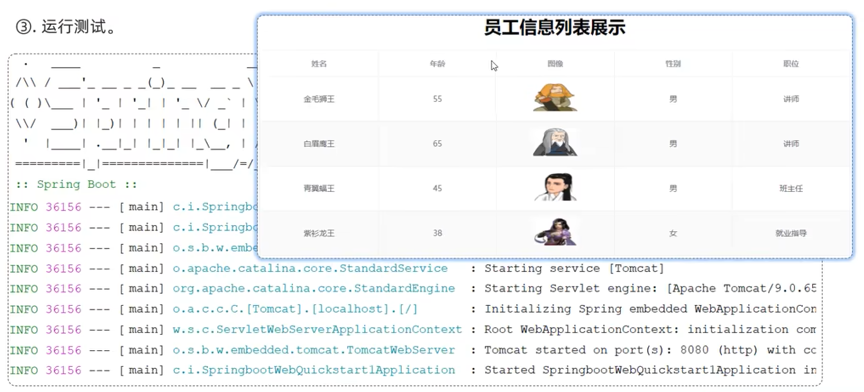 ③. 运行测试。
员工信息列表展示
姓名 年龄 图像 性别 职位
金毛狮王 55 男 讲师
白眉鹰王 65 男 讲师
青翼蝠王 45 男 班主任
紫衫龙王 38 女 就业指导
:: Spring Boot ::
INFO 36156 --- [ main] c.i.Springboo
INFO 36156 --- [ main] c.i.Springboo
INFO 36156 --- [ main] o.s.b.w.embe
INFO 36156 --- [ main] o.apache.catalina.core.StandardService : Starting service [Tomcat]
INFO 36156 --- [ main] org.apache.catalina.core.StandardEngine : Starting Servlet engine: [Apache Tomcat/9.0.65
INFO 36156 --- [ main] o.a.c.c.C.[Tomcat].[localhost].[/] : Initializing Spring embedded WebApplicationCon
INFO 36156 --- [ main] w.s.c.ServletWebServerApplicationContext : Root WebApplicationContext: initialization com
INFO 36156 --- [ main] o.s.b.w.embedded.tomcat.TomcatWebServer : Tomcat started on port(s): 8080 (http) with co
INFO 36156 --- [ main] c.i.SpringbootWebQuickstart1Application : Started SpringbootWebQuickstart1Application in